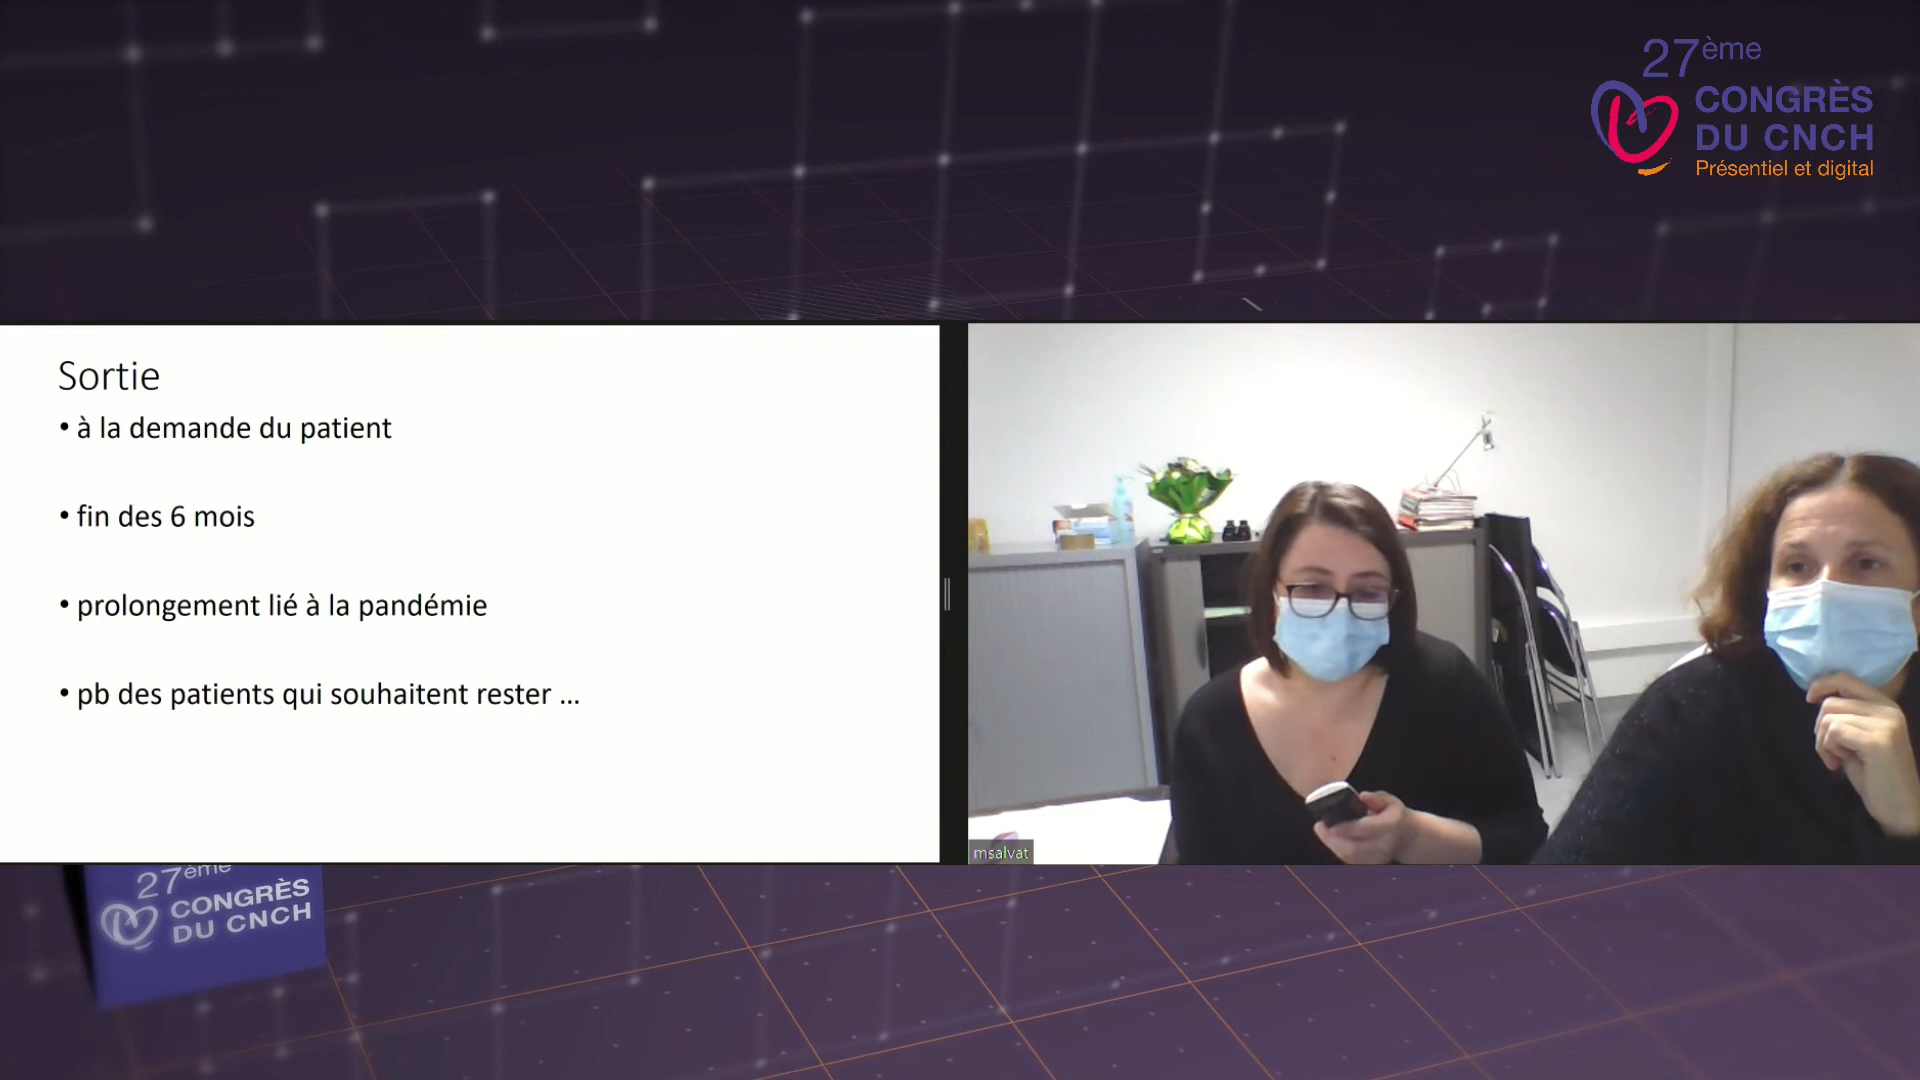 27ème
CONGRÈS
DU CNCH
Présentiel et digital
Sortie
• à la demande du patient
• fin des 6 mois
• prolongement lié à la pandémie
• pb des patients qui souhaitent rester ...
msalvat
27ème
CONGRÈS
DU CNCH